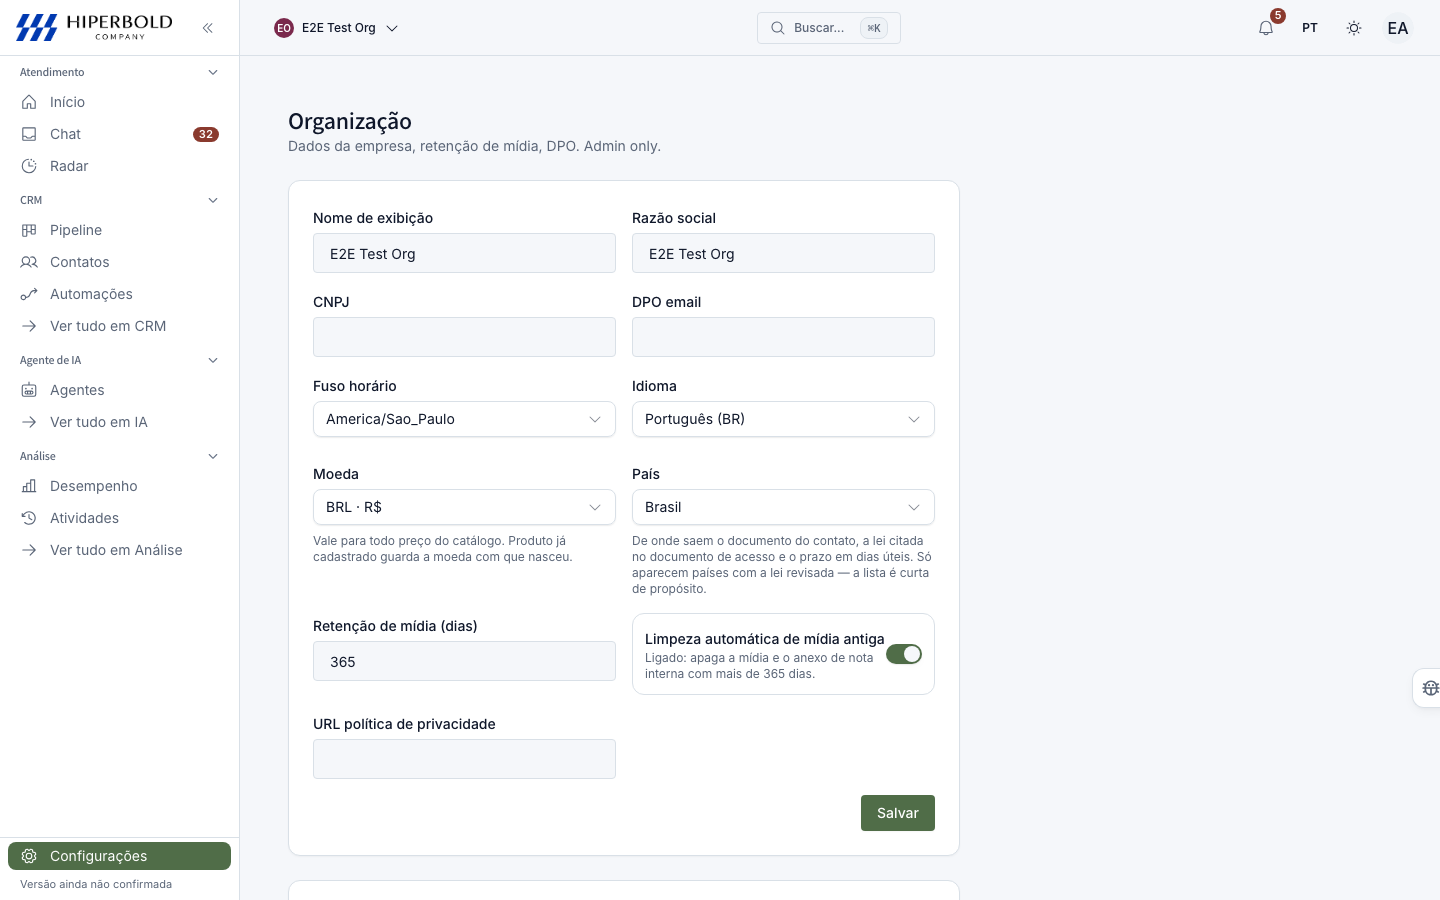 HIPERBOLD
COMPANY
EO E2E Test Org
Buscar... ⌘K
5
PT
EA
Atendimento
Início
Chat 32
Radar
CRM
Pipeline
Contatos
Automações
Ver tudo em CRM
Agente de IA
Agentes
Ver tudo em IA
Análise
Desempenho
Atividades
Ver tudo em Análise
Configurações
Versão ainda não confirmada
Organização
Dados da empresa, retenção de mídia, DPO. Admin only.
Nome de exibição
E2E Test Org
Razão social
E2E Test Org
CNPJ
DPO email
Fuso horário
America/Sao_Paulo
Idioma
Português (BR)
Moeda
BRL · R$
Vale para todo preço do catálogo. Produto já
cadastrado guarda a moeda com que nasceu.
País
Brasil
De onde saem o documento do contato, a lei citada
no documento de acesso e o prazo em dias úteis. Só
aparecem países com a lei revisada — a lista é curta
de propósito.
Retenção de mídia (dias)
365
Limpeza automática de mídia antiga
Ligado: apaga a mídia e o anexo de nota
interna com mais de 365 dias.
URL política de privacidade
Salvar